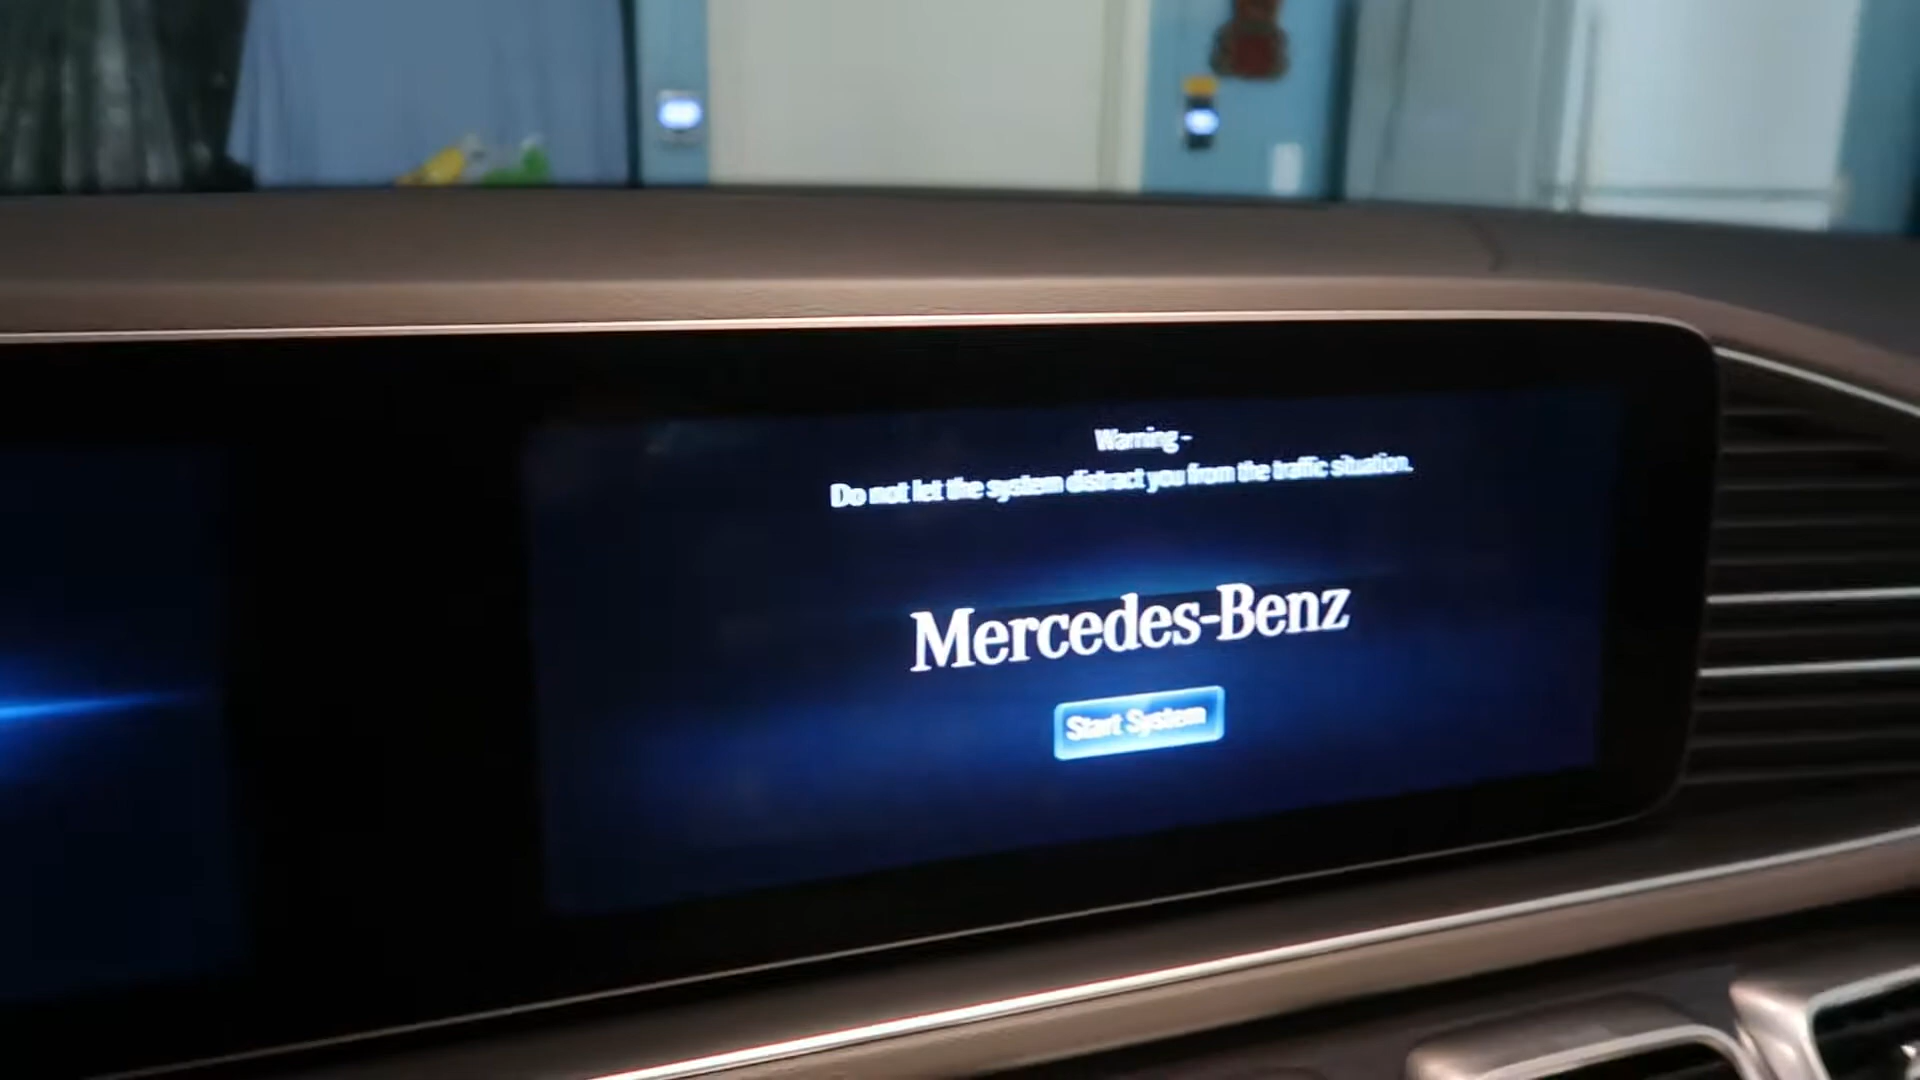 Warning -
Do not let the system distract you from the traffic situation.
Mercedes-Benz
Start System